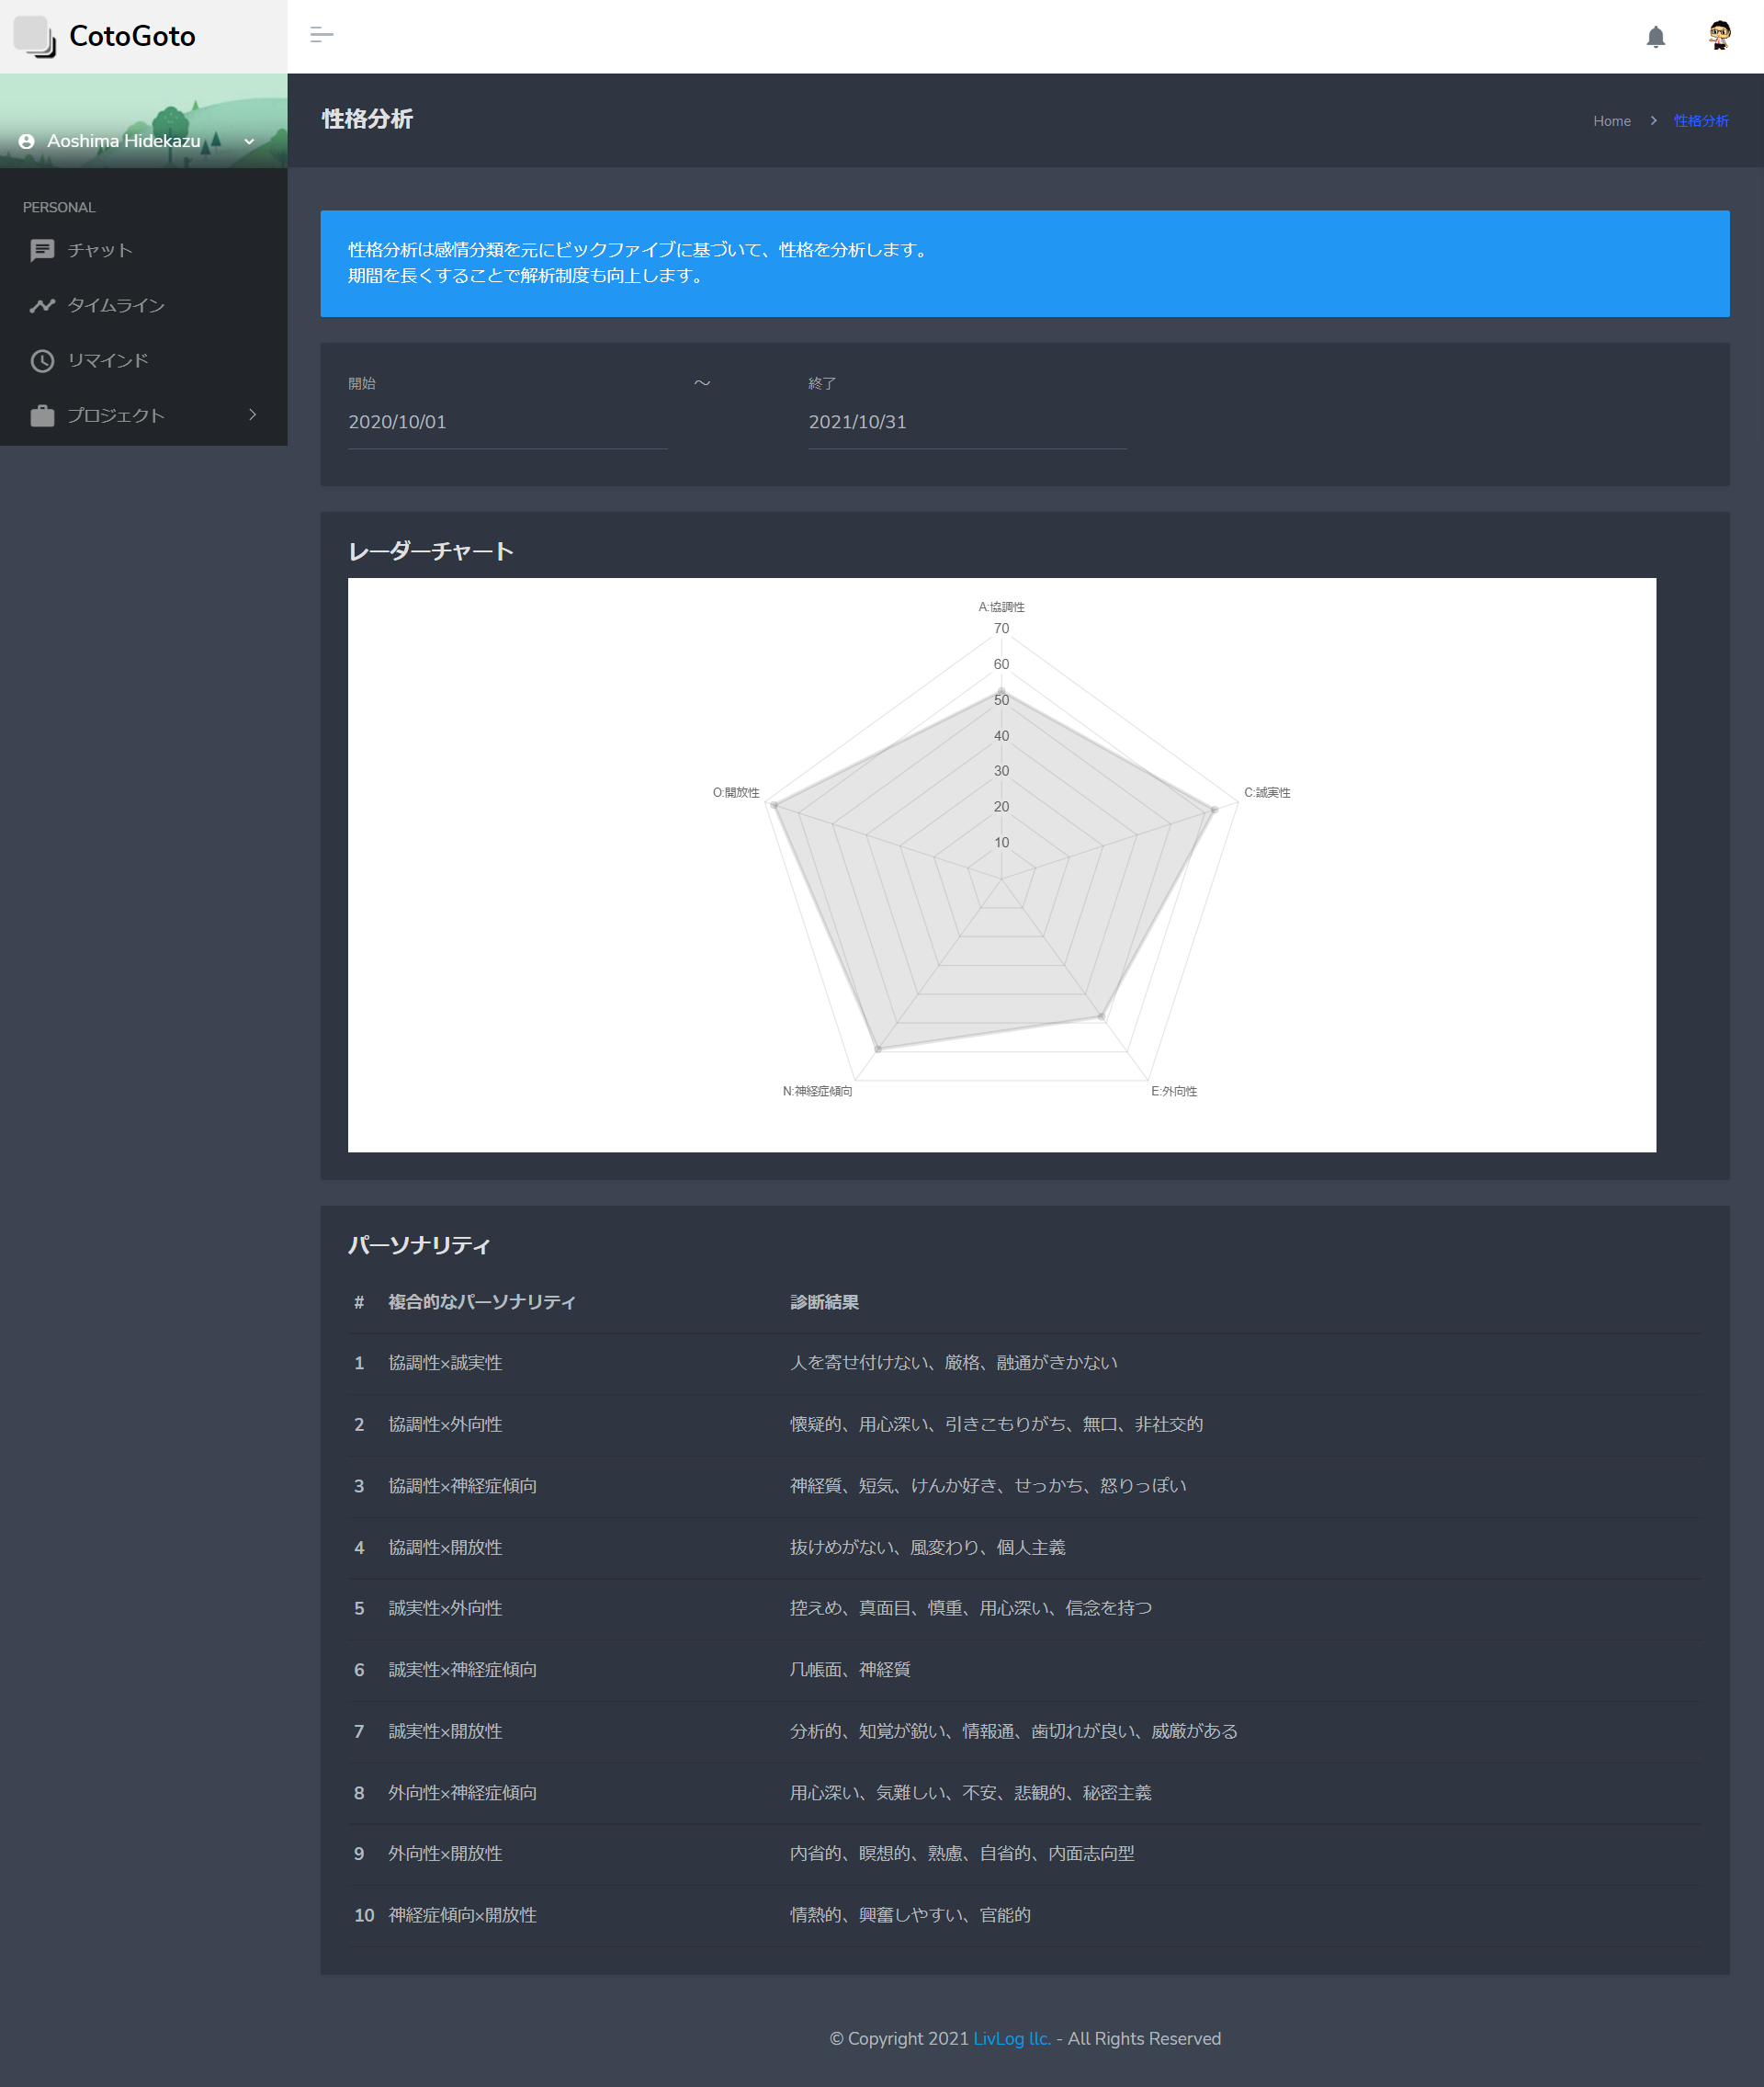 CotoGoto
Aoshima Hidekazu
PERSONAL
チャット
タイムライン
リマインド
プロジェクト
性格分析
Home > 性格分析
性格分析は感情分類を元にビックファイブに基づいて、性格を分析します。
期間を長くすることで解析制度も向上します。
開始 〜 終了
2020/10/01 2021/10/31
レーダーチャート
A:協調性
70
60
50
40
30
20
10
O:開放性
C:誠実性
N:神経症傾向
E:外向性
パーソナリティ
# 複合的なパーソナリティ 診断結果
1 協調性×誠実性 人を寄せ付けない、厳格、融通がきかない
2 協調性×外向性 懐疑的、用心深い、引きこもりがち、無口、非社交的
3 協調性×神経症傾向 神経質、短気、けんか好き、せっかち、怒りっぽい
4 協調性×開放性 抜けめがない、風変わり、個人主義
5 誠実性×外向性 控えめ、真面目、慎重、用心深い、信念を持つ
6 誠実性×神経症傾向 几帳面、神経質
7 誠実性×開放性 分析的、知覚が鋭い、情報通、歯切れが良い、威厳がある
8 外向性×神経症傾向 用心深い、気難しい、不安、悲観的、秘密主義
9 外向性×開放性 内省的、瞑想的、熟慮、自省的、内面志向型
10 神経症傾向×開放性 情熱的、興奮しやすい、官能的
© Copyright 2021 LivLog llc. - All Rights Reserved